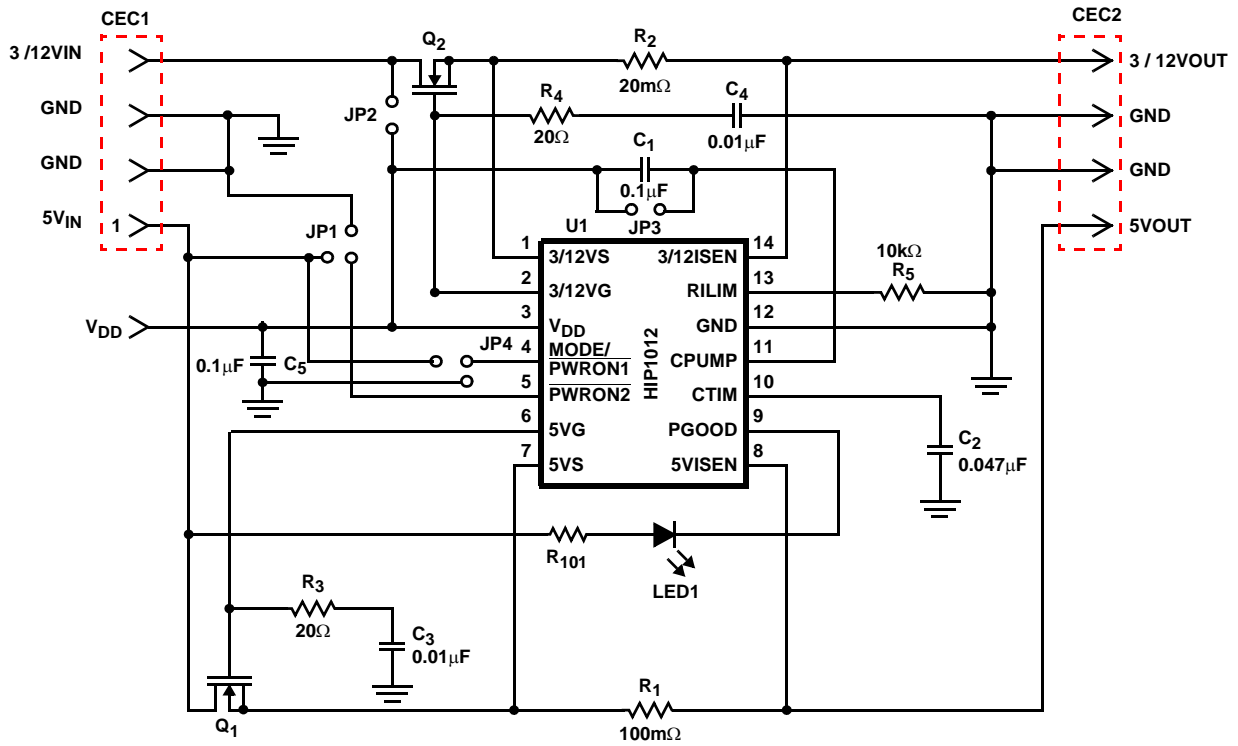 CEC1
CEC2
3 /12VIN
Q2
R2
20mΩ
3 / 12VOUT
GND
JP2
R4
20Ω
C4
0.01μF
GND
GND
C1
0.1μF
JP3
GND
5VIN
1
JP1
U1
5VOUT
1
3/12VS
3/12ISEN
14
10kΩ
R5
2
3/12VG
RILIM
13
VDD
3
VDD
GND
12
0.1μF
C5
JP4
4
MODE/
PWRON1
HIP1012
CPUMP
11
5
PWRON2
CTIM
10
6
5VG
PGOOD
9
C2
0.047μF
7
5VS
5VISEN
8
R101
LED1
R3
20Ω
C3
0.01μF
Q1
R1
100mΩ